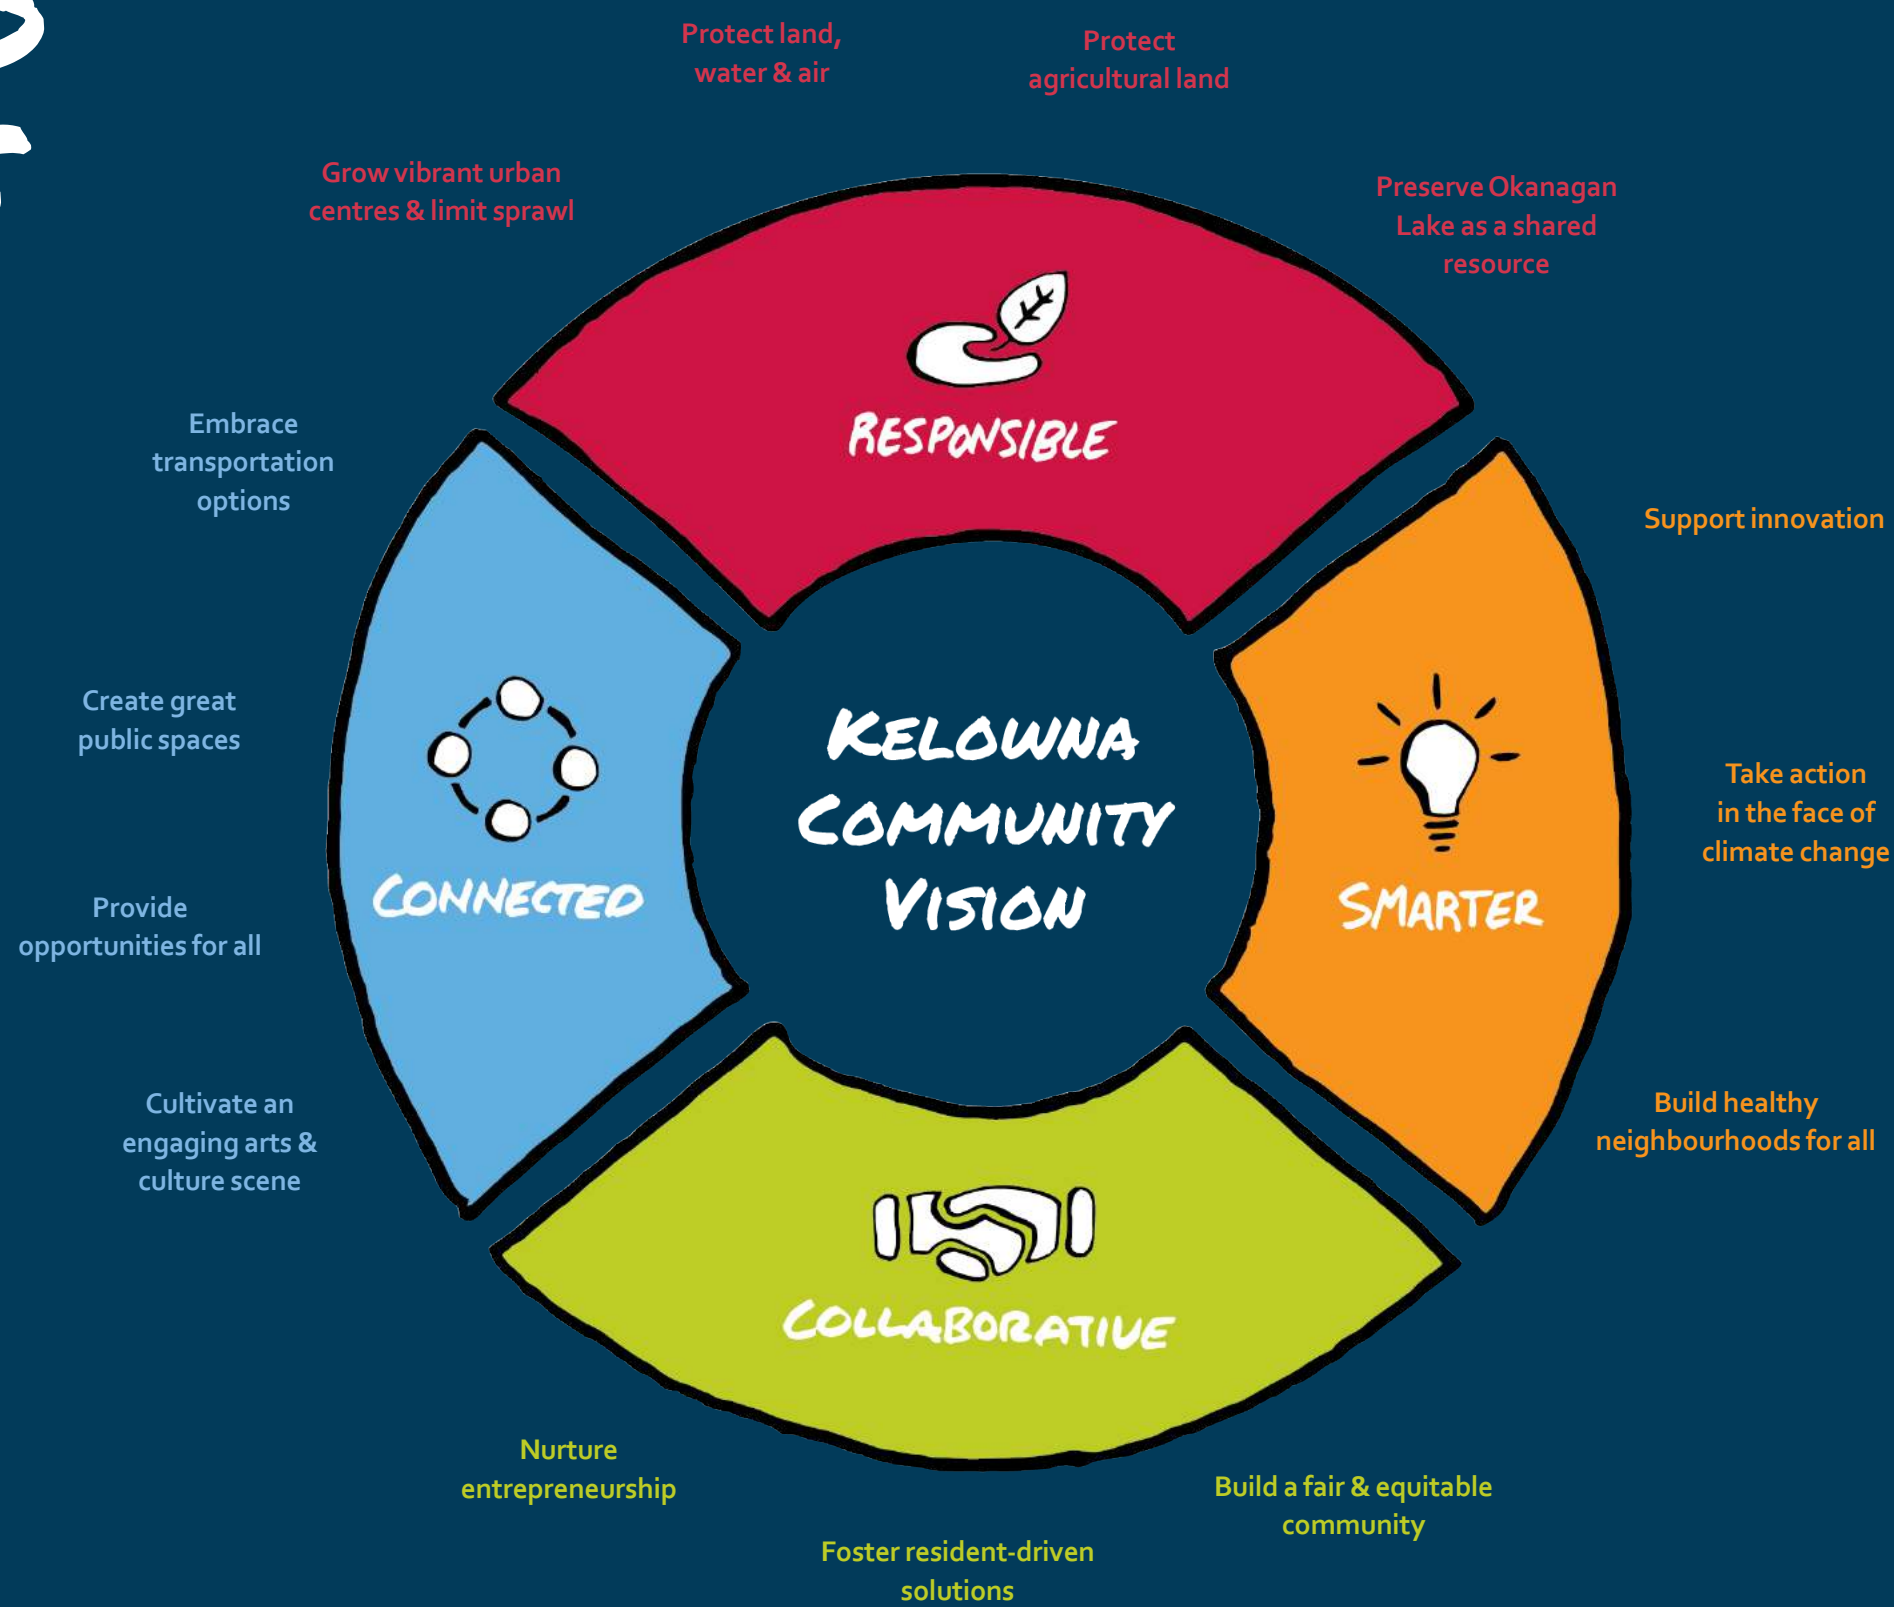 Protect land,
water & air
Protect
agricultural land
Grow vibrant urban
centres & limit sprawl
Preserve Okanagan
Lake as a shared
resource
RESPONSIBLE
Embrace
transportation
options
Support innovation
Create great
public spaces
KELOWNA
COMMUNITY
VISION
Take action
in the face of
climate change
CONNECTED
SMARTER
Provide
opportunities for all
Cultivate an
engaging arts &
culture scene
Build healthy
neighbourhoods for all
COLLABORATIVE
Nurture
entrepreneurship
Build a fair & equitable
community
Foster resident-driven
solutions